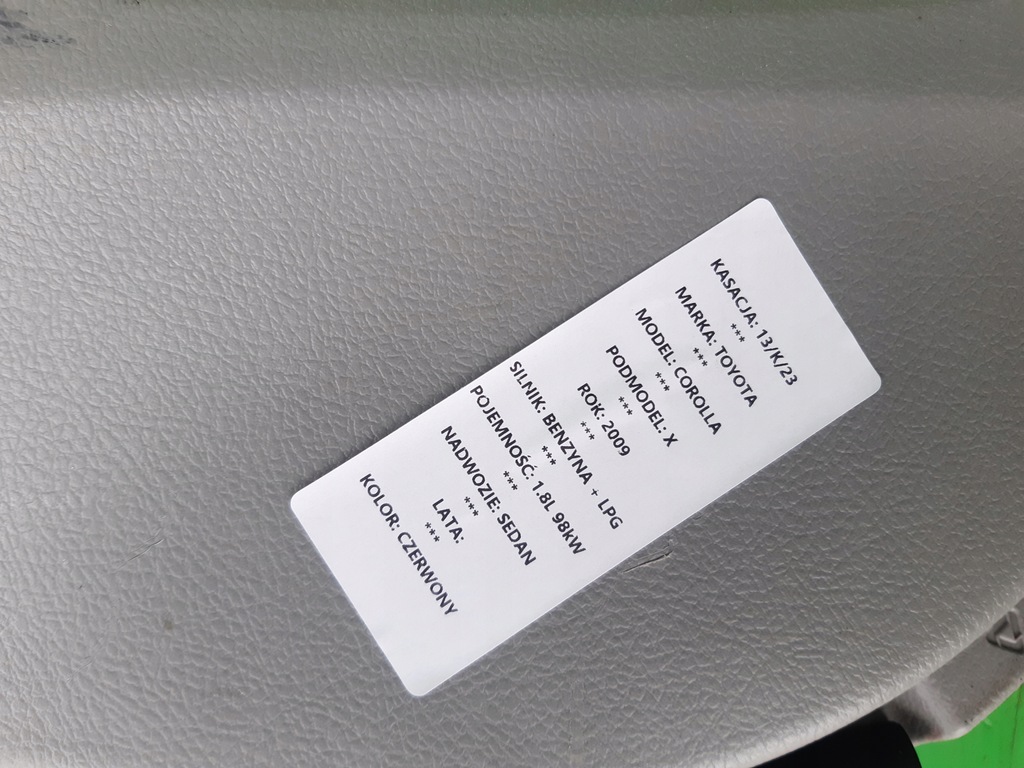 KASACJA: 13/K/23
***
MARKA: TOYOTA
***
MODEL: COROLLA
***
PODMODEL: X
***
ROK: 2009
***
SILNIK: BENZYNA + LPG
***
POJEMNOŚĆ: 1.8L 98KW
***
NADWOZIE: SEDAN
***
LATA:
***
KOLOR: CZERWONY